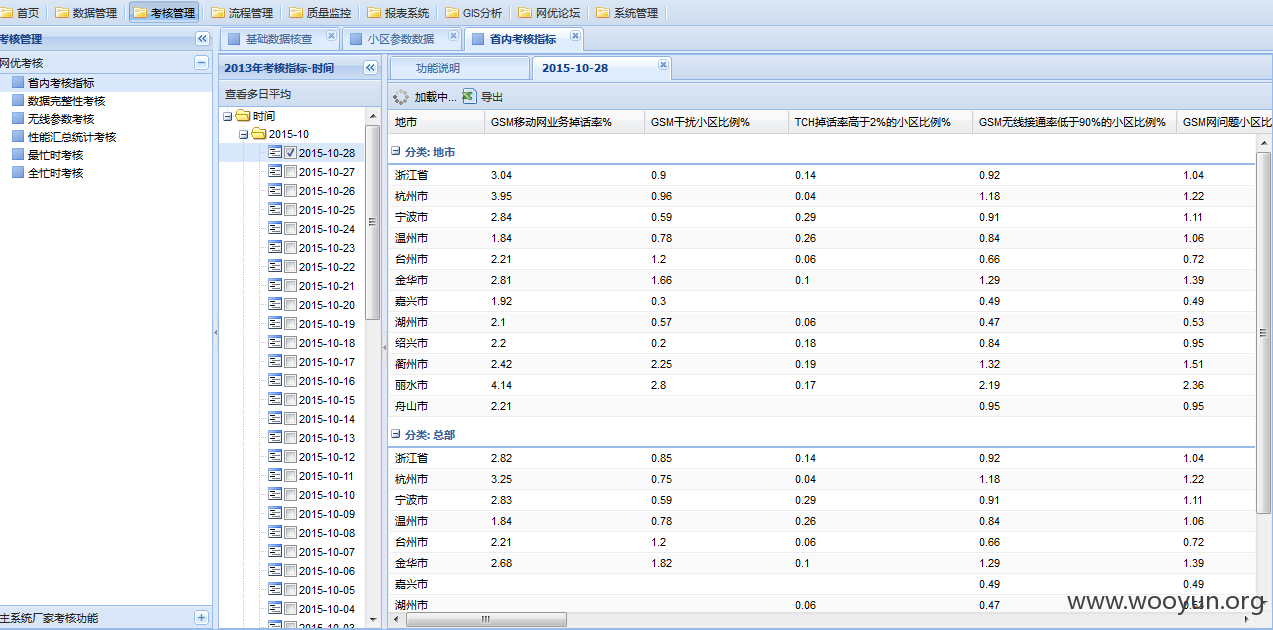 首页 数据管理 考核管理 流程管理 质量监控 报表系统 GIS分析 网优论坛 系统管理
考核管理
网优考核
省内考核指标
数据完整性考核
无线参数考核
性能汇总统计考核
最忙时考核
全忙时考核
主系统厂家考核功能
基础数据核查 小区参数数据 省内考核指标
2013年考核指标-时间
查看多日平均
时间
2015-10
2015-10-28
2015-10-27
2015-10-26
2015-10-25
2015-10-24
2015-10-23
2015-10-22
2015-10-21
2015-10-20
2015-10-19
2015-10-18
2015-10-17
2015-10-16
2015-10-15
2015-10-14
2015-10-13
2015-10-12
2015-10-11
2015-10-10
2015-10-09
2015-10-08
2015-10-07
2015-10-06
2015-10-05
2015-10-04
2015-10-03
功能说明 2015-10-28
加载中... 导出
地市 GSM移动网业务掉话率% GSM干扰小区比例% TCH掉话率高于2%的小区比例% GSM无线接通率低于90%的小区比例% GSM网问题小区比
分类: 地市
浙江省 3.04 0.9 0.14 0.92 1.04
杭州市 3.95 0.96 0.04 1.18 1.22
宁波市 2.84 0.59 0.29 0.91 1.11
温州市 1.84 0.78 0.26 0.84 1.06
台州市 2.21 1.2 0.06 0.66 0.72
金华市 2.81 1.66 0.1 1.29 1.39
嘉兴市 1.92 0.3 0.49 0.49
湖州市 2.1 0.57 0.06 0.47 0.53
绍兴市 2.2 0.2 0.18 0.84 0.95
衢州市 2.42 2.25 0.19 1.32 1.51
丽水市 4.14 2.8 0.17 2.19 2.36
舟山市 2.21 0.95 0.95
分类: 总部
浙江省 2.82 0.85 0.14 0.92 1.04
杭州市 3.25 0.75 0.04 1.18 1.22
宁波市 2.83 0.59 0.29 0.91 1.11
温州市 1.84 0.78 0.26 0.84 1.06
台州市 2.21 1.2 0.06 0.66 0.72
金华市 2.68 1.82 0.1 1.29 1.39
嘉兴市 0.49 0.49
湖州市 0.06 0.47 0.53
www.wooyun.org